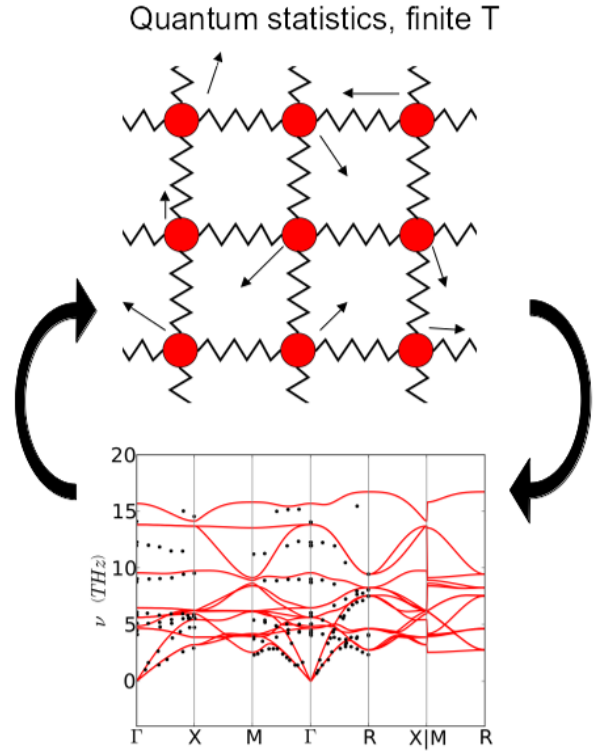 Quantum statistics, finite T
20
15
10
5
0
ν (THz)
Γ X M Γ R X|M R